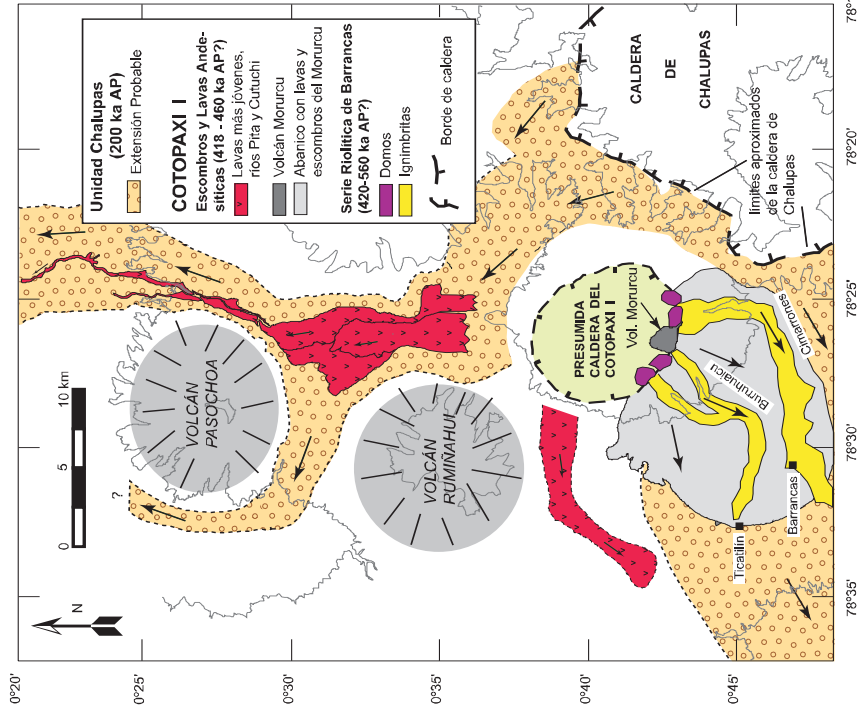 Unidad Chalupas
(200 ka AP)
Extensión Probable
COTOPAXI I
Escombros y Lavas Ande-
síticas (418 - 460 ka AP?)
Lavas más jóvenes,
ríos Pita y Cutuchi
Volcán Morurcu
Abanico con lavas y
escombros del Morurcu
Serie Riolítica de Barrancas
(420-560 ka AP?)
Domos
Ignimbritas
Borde de caldera
CALDERA
DE
CHALUPAS
límites aproximados
de la caldera de
Chalupas
PRESUMIDA
CALDERA DEL
COTOPAXI I
Vol. Morurcu
Cimarrones
Burruhuaicu
Barrancas
Ticatilín
VOLCÁN
PASOCHOA
VOLCÁN
RUMIÑAHUI
?
0
5
10 km
N
0°20'
0°25'
0°30'
0°35'
0°40'
0°45'
78°35'
78°30'
78°25'
78°20'